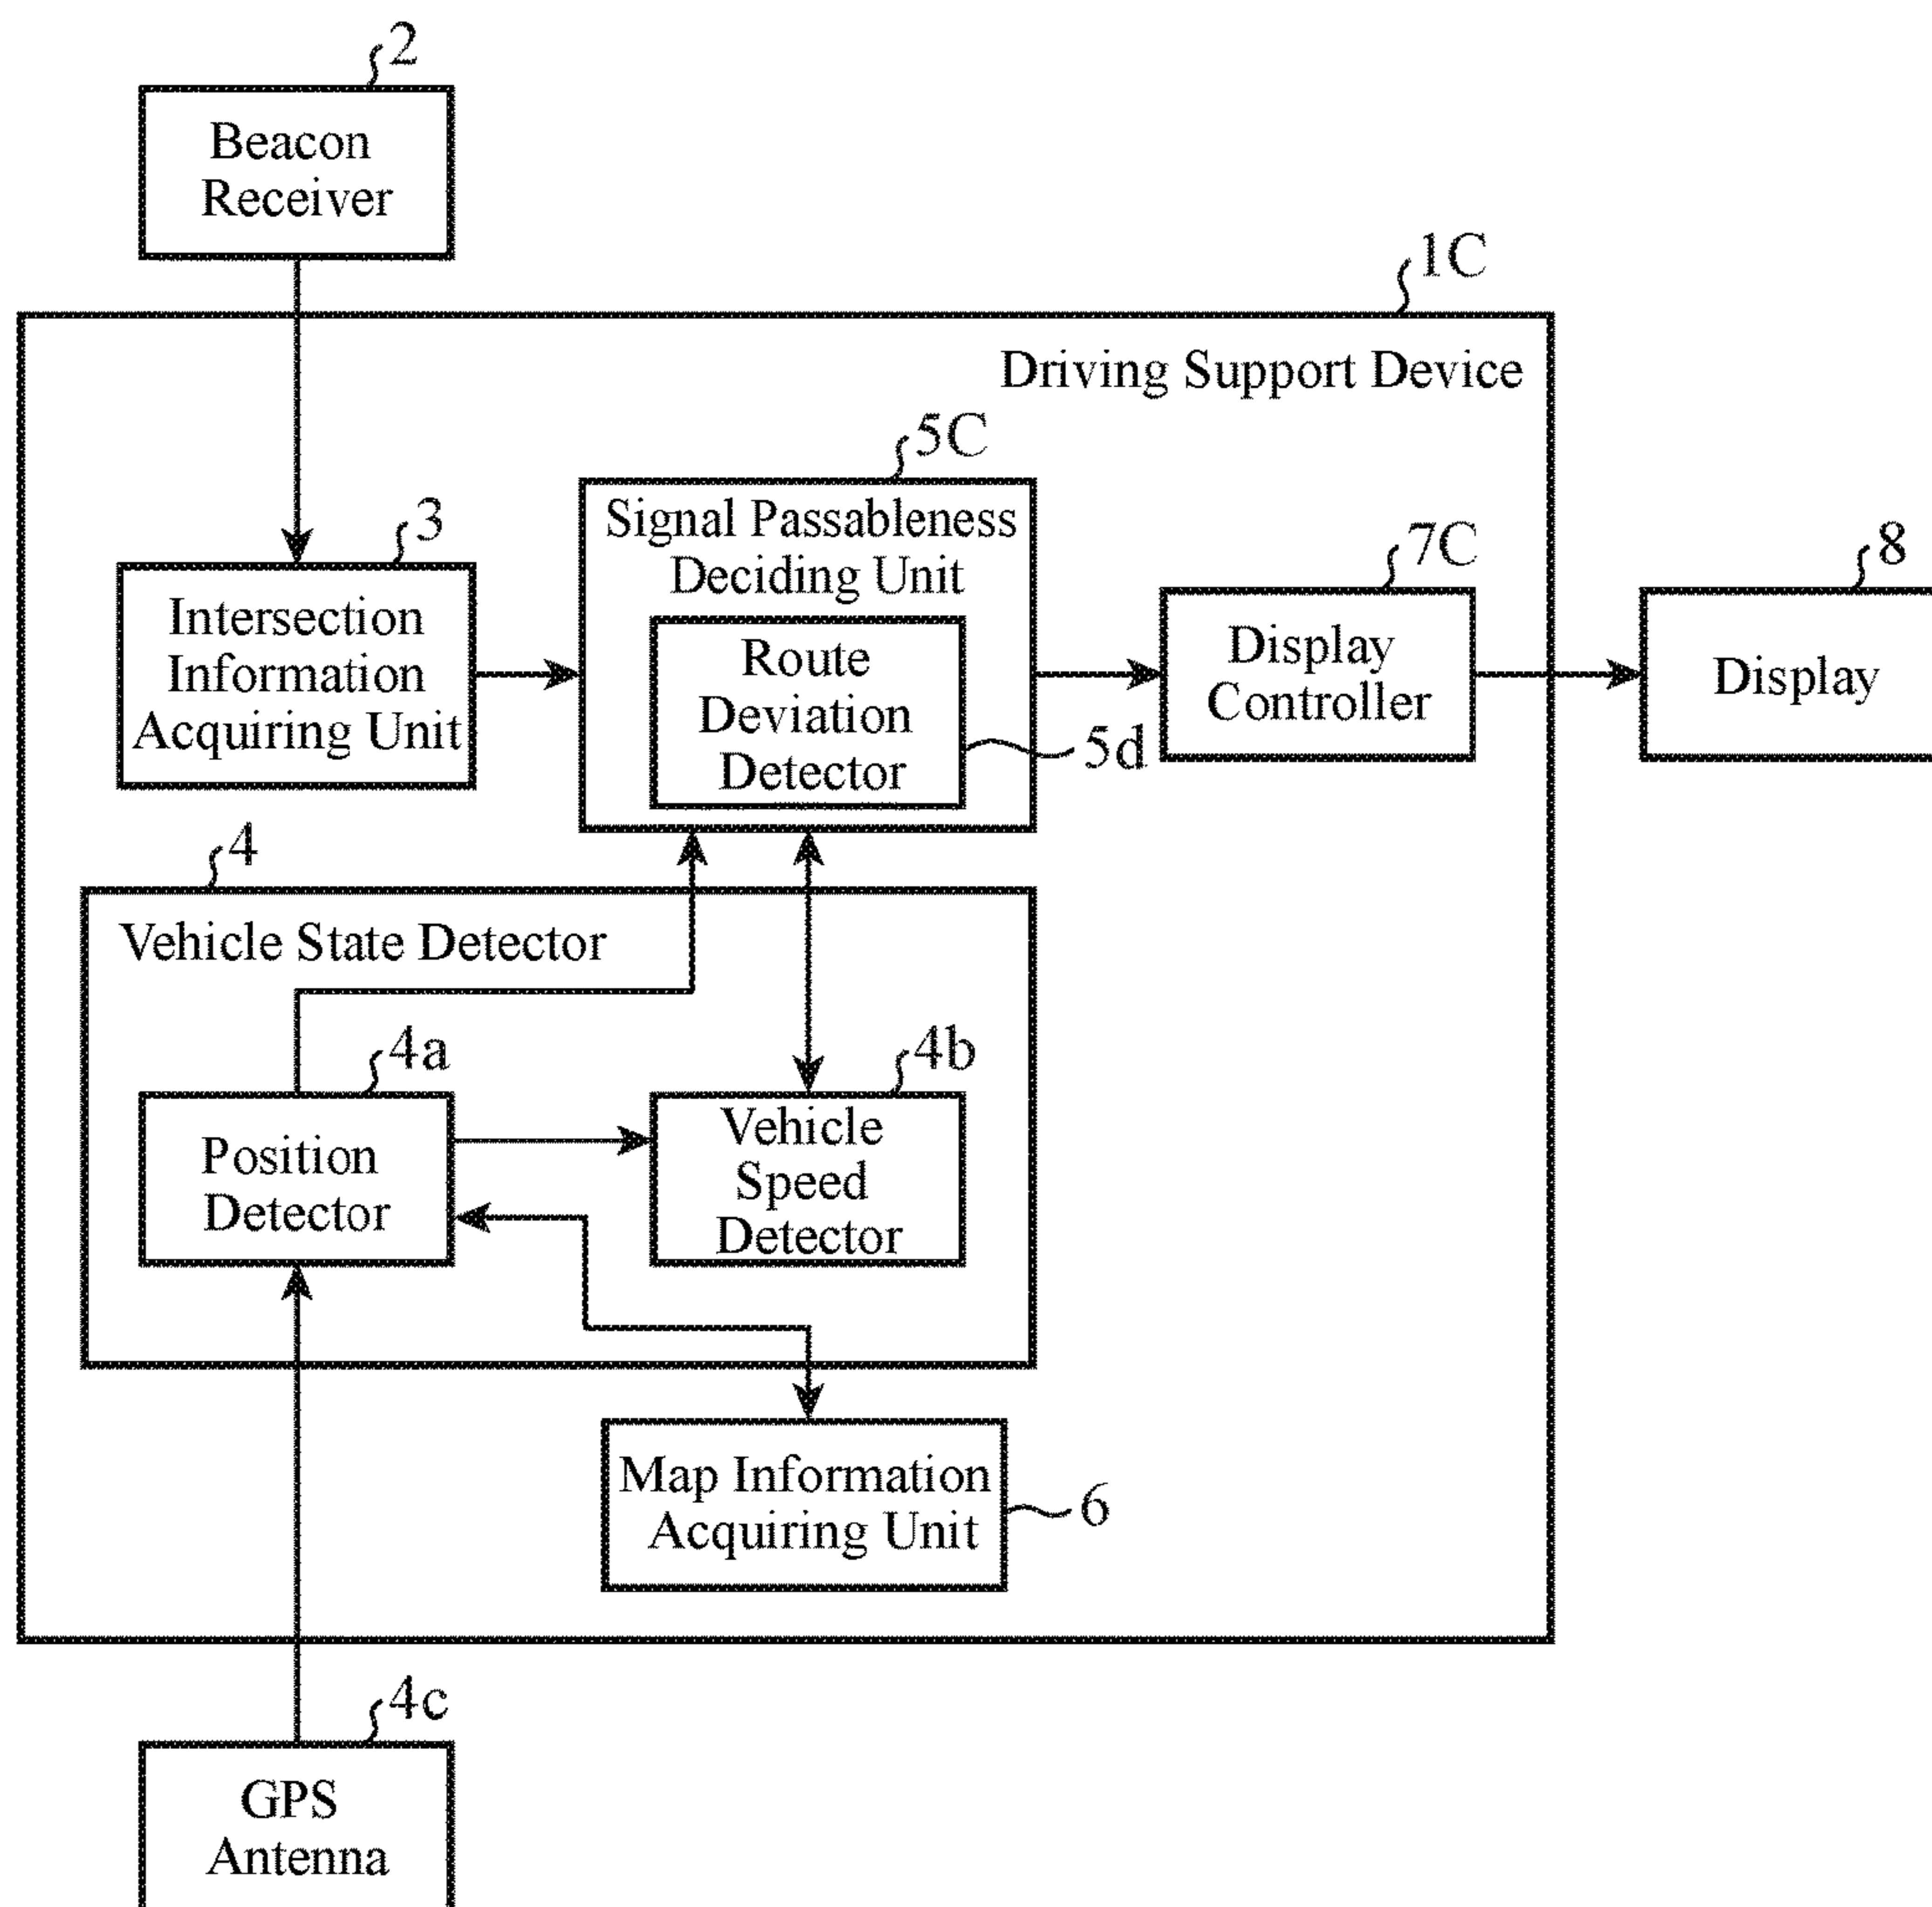 2
Beacon
Receiver
1C
Driving Support Device
5C
Signal Passableness
Deciding Unit
3
Intersection
Information
Acquiring Unit
Route
Deviation
Detector
5d
7C
Display
Controller
8
Display
4
Vehicle State Detector
4a
Position
Detector
4b
Vehicle
Speed
Detector
Map Information
Acquiring Unit
6
4c
GPS
Antenna